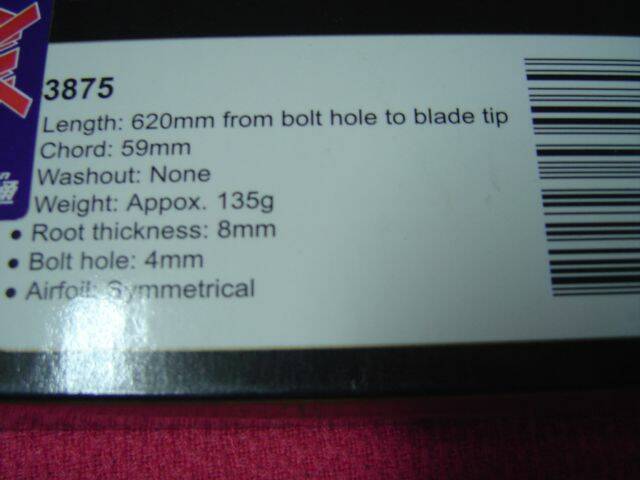 3875
Length: 620mm from bolt hole to blade tip
Chord: 59mm
Washout: None
Weight: Appox. 135g
• Root thickness: 8mm
• Bolt hole: 4mm
• Airfoil: Symmetrical
通